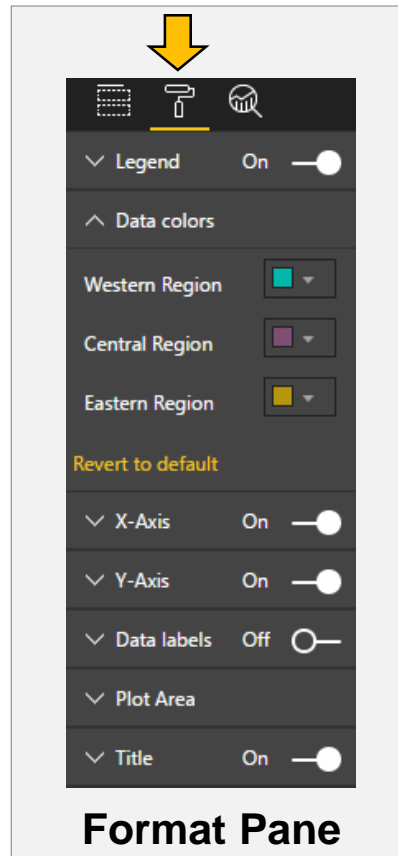 Legend On
Data colors
Western Region
Central Region
Eastern Region
Revert to default
X-Axis On
Y-Axis On
Data labels Off
Plot Area
Title On
Format Pane